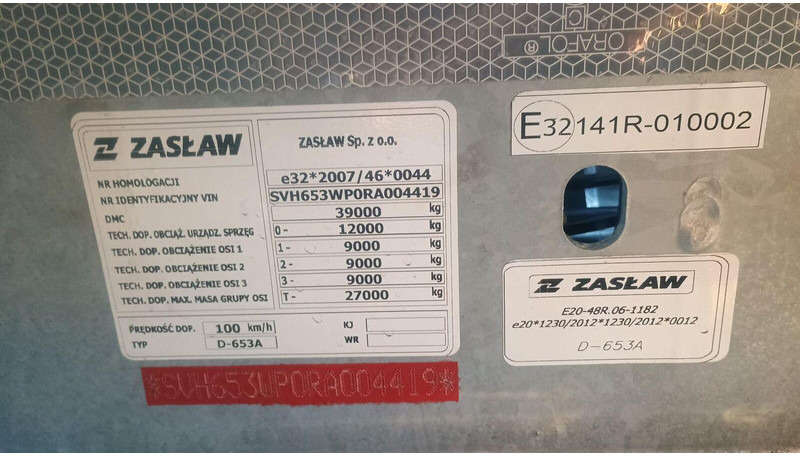 ORAFOL®
E32 141R-010002
ZASŁAW
ZASŁAW Sp. z o.o.
NR HOMOLOGACJI e32*2007/46*0044
NR IDENTYFIKACYJNY VIN SVH653WP0RA004419
DMC 39000 kg
TECH. DOP. OBCIĄŻ. URZĄDZ. SPRZĘG 0- 12000 kg
TECH. DOP. OBCIĄŻENIE OSI 1 1- 9000 kg
TECH. DOP. OBCIĄŻENIE OSI 2 2- 9000 kg
TECH. DOP. OBCIĄŻENIE OSI 3 3- 9000 kg
TECH. DOP. MAX. MASA GRUPY OSI T- 27000 kg
PRĘDKOŚĆ DOP. 100 km/h KJ
TYP D-653A WR
*SVH653WP0RA004419*
ZASŁAW
E20-48R.06-1182
e20*1230/2012*1230/2012*0012
D-653A